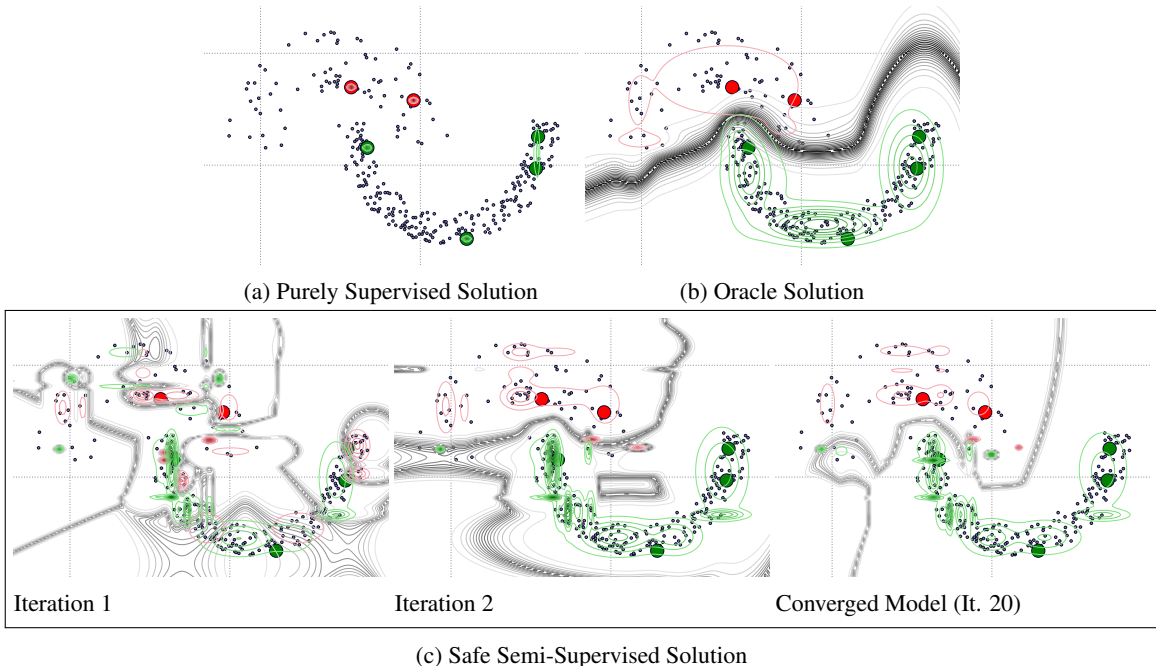 (a) Purely Supervised Solution
(b) Oracle Solution
Iteration 1
Iteration 2
Converged Model (It. 20)
(c) Safe Semi-Supervised Solution